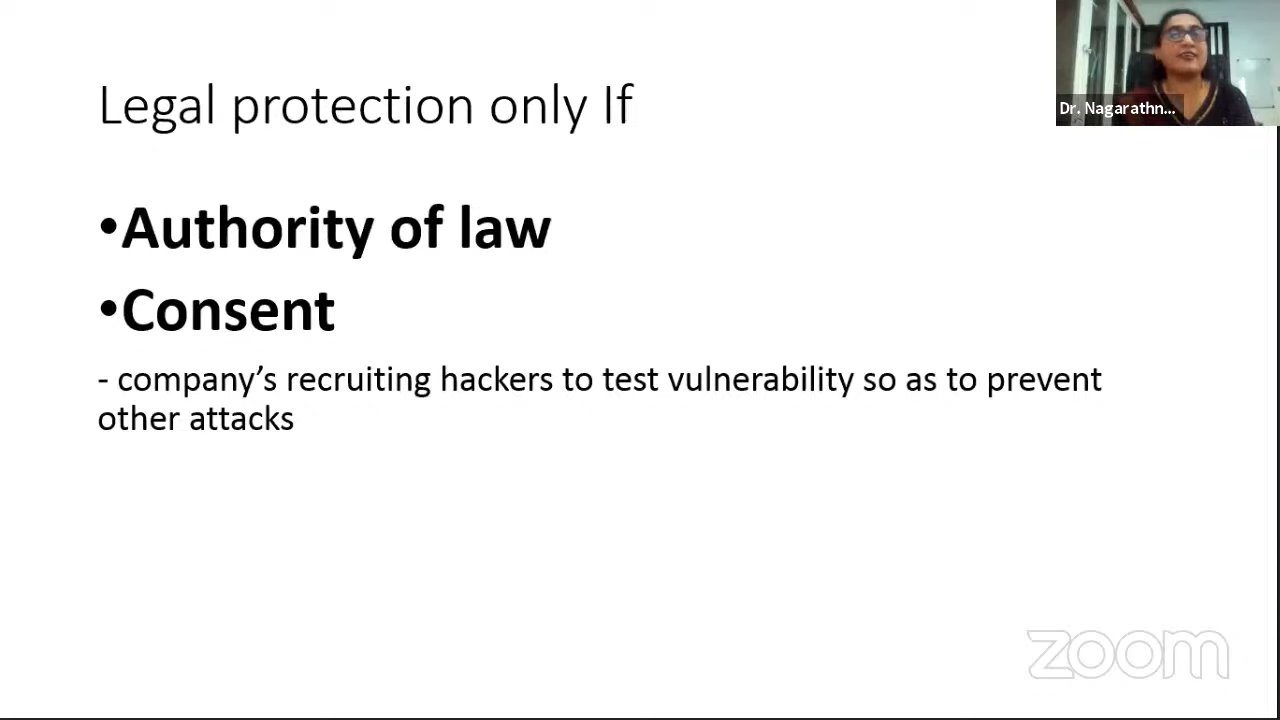 Legal protection only If
Dr. Nagarathn...
•Authority of law
•Consent
- company's recruiting hackers to test vulnerability so as to prevent
other attacks
zoom